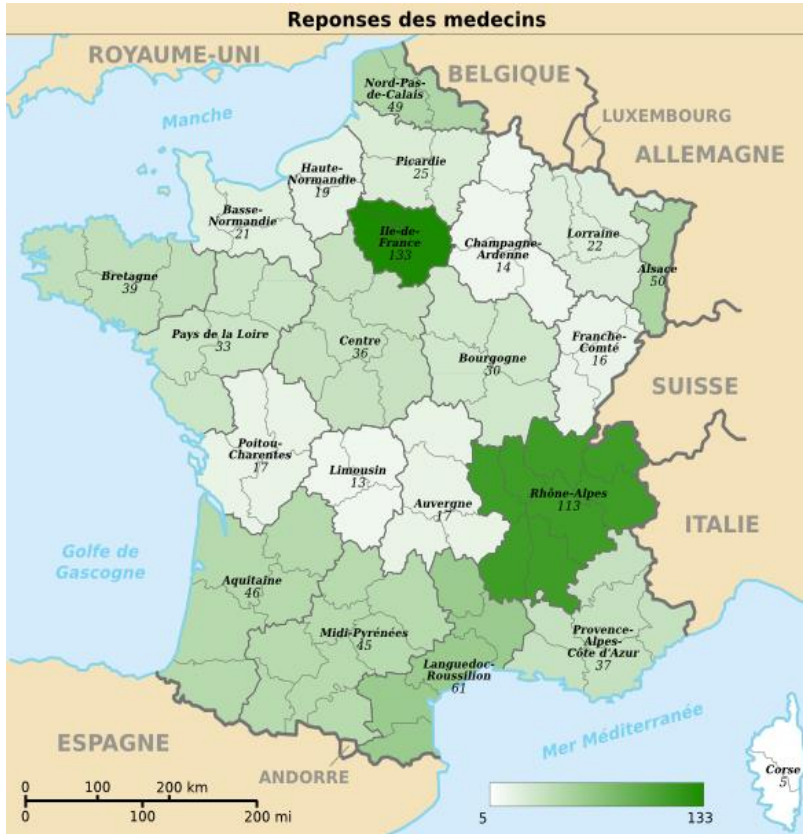 Reponses des medecins
ROYAUME-UNI
BELGIQUE
LUXEMBOURG
ALLEMAGNE
Manche
Nord-Pas-
de-Calais
49
Haute-
Normandie
19
Picardie
25
Basse-
Normandie
21
Ile-de-
France
133
Champagne-
Ardenne
14
Lorraine
22
Alsace
50
Bretagne
39
Pays de la Loire
33
Centre
36
Bourgogne
30
Franche-
Comté
16
SUISSE
Poitou-
Charentes
17
Limousin
13
Auvergne
17
Rhône-Alpes
113
ITALIE
Golfe de
Gascogne
Aquitaine
46
Midi-Pyrénées
45
Languedoc-
Roussillion
61
Provence-
Alpes-
Côte d'Azur
37
ESPAGNE
ANDORRE
Mer Méditerranée
Corse
5
0 100 200 km
0 100 200 mi
5 133